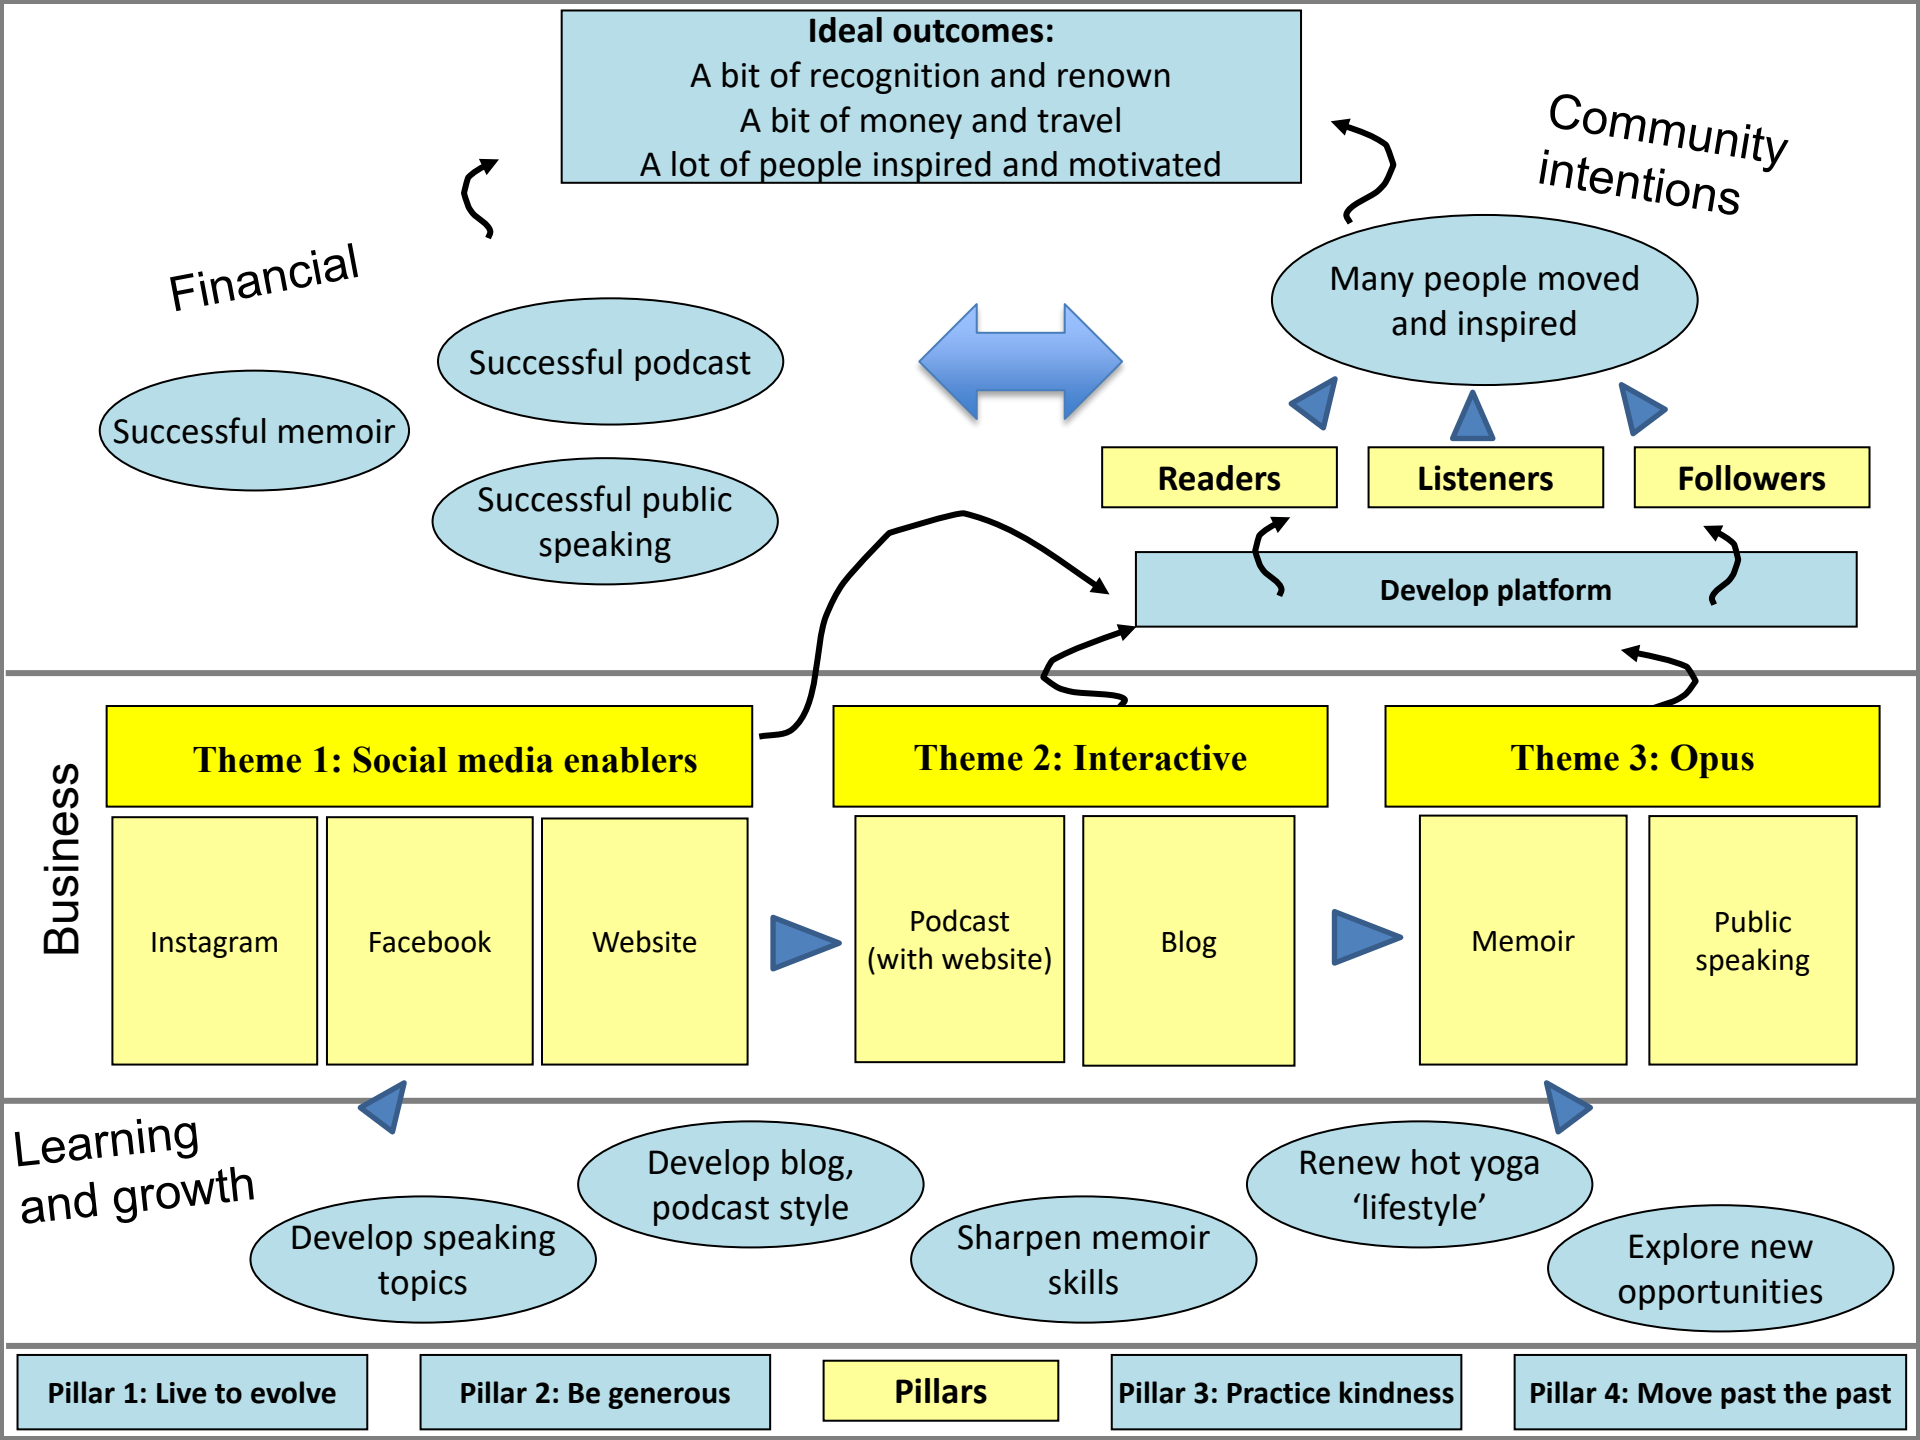 Ideal outcomes:
A bit of recognition and renown
A bit of money and travel
A lot of people inspired and motivated
Community
intentions
Financial
Many people moved
and inspired
Successful podcast
Successful memoir
Successful public
speaking
Readers
Listeners
Followers
Develop platform
Business
Theme 1: Social media enablers
Theme 2: Interactive
Theme 3: Opus
Instagram
Facebook
Website
Podcast
(with website)
Blog
Memoir
Public
speaking
Learning
and growth
Develop speaking
topics
Develop blog,
podcast style
Sharpen memoir
skills
Renew hot yoga
‘lifestyle’
Explore new
opportunities
Pillar 1: Live to evolve
Pillar 2: Be generous
Pillars
Pillar 3: Practice kindness
Pillar 4: Move past the past